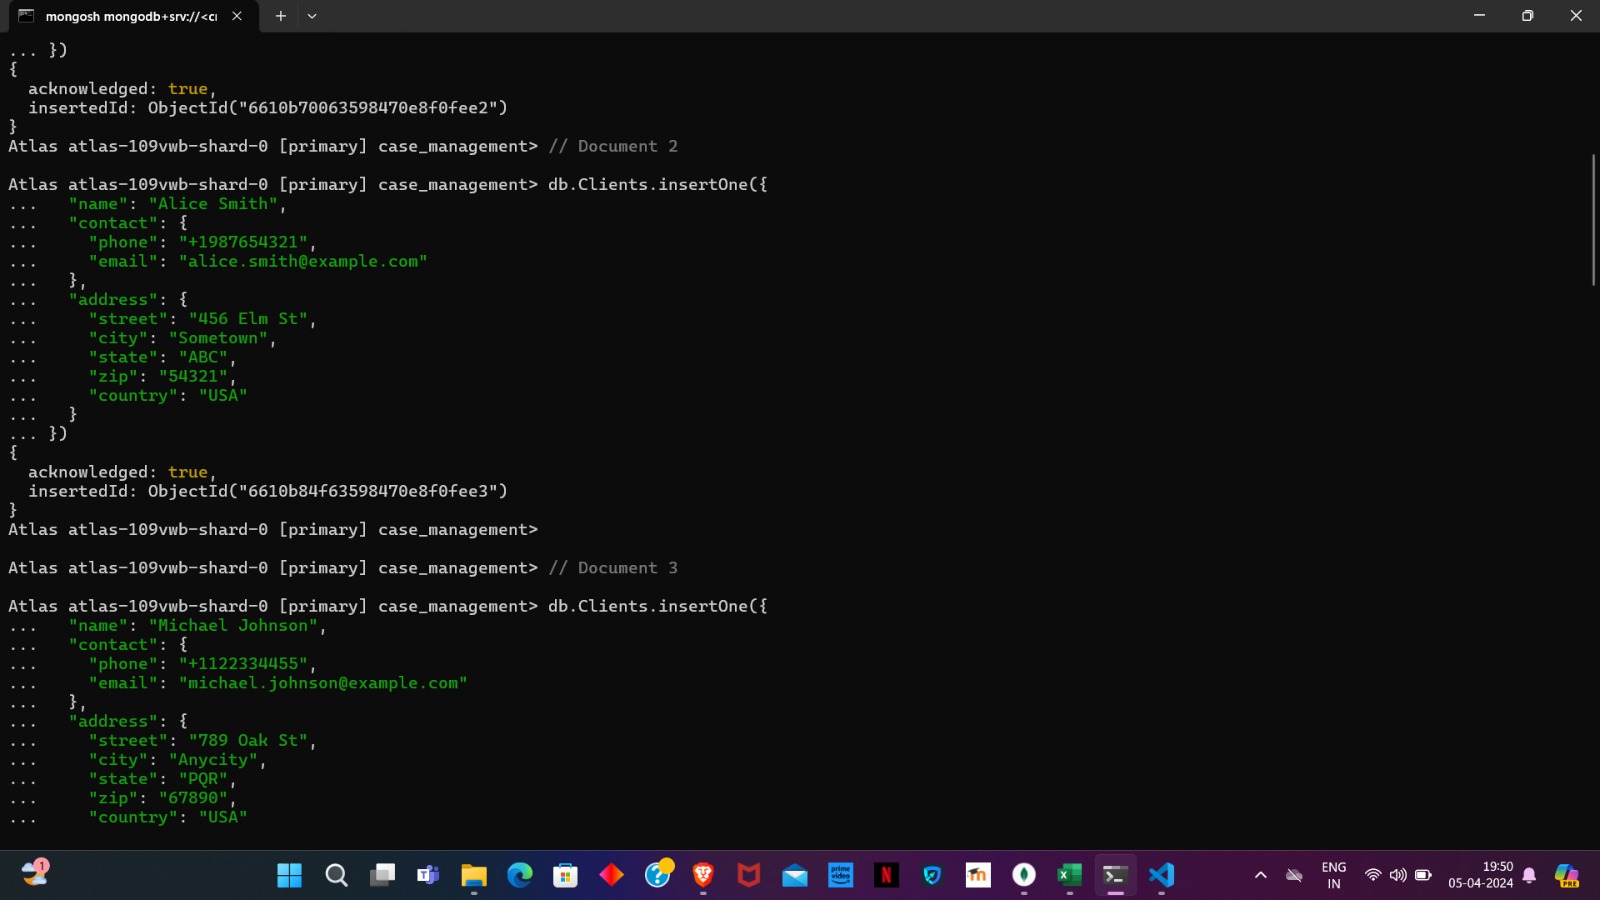 mongosh mongodb+srv://<cr
... })
{
  acknowledged: true,
  insertedId: ObjectId("6610b70063598470e8f0fee2")
}
Atlas atlas-109vwb-shard-0 [primary] case_management> // Document 2
Atlas atlas-109vwb-shard-0 [primary] case_management> db.Clients.insertOne({
...   "name": "Alice Smith",
...   "contact": {
...     "phone": "+1987654321",
...     "email": "alice.smith@example.com"
...   },
...   "address": {
...     "street": "456 Elm St",
...     "city": "Sometown",
...     "state": "ABC",
...     "zip": "54321",
...     "country": "USA"
...   }
... })
{
  acknowledged: true,
  insertedId: ObjectId("6610b84f63598470e8f0fee3")
}
Atlas atlas-109vwb-shard-0 [primary] case_management>
Atlas atlas-109vwb-shard-0 [primary] case_management> // Document 3
Atlas atlas-109vwb-shard-0 [primary] case_management> db.Clients.insertOne({
...   "name": "Michael Johnson",
...   "contact": {
...     "phone": "+1122334455",
...     "email": "michael.johnson@example.com"
...   },
...   "address": {
...     "street": "789 Oak St",
...     "city": "Anycity",
...     "state": "PQR",
...     "zip": "67890",
...     "country": "USA"
1
prime video
N
ENG
IN
19:50
05-04-2024
PRE